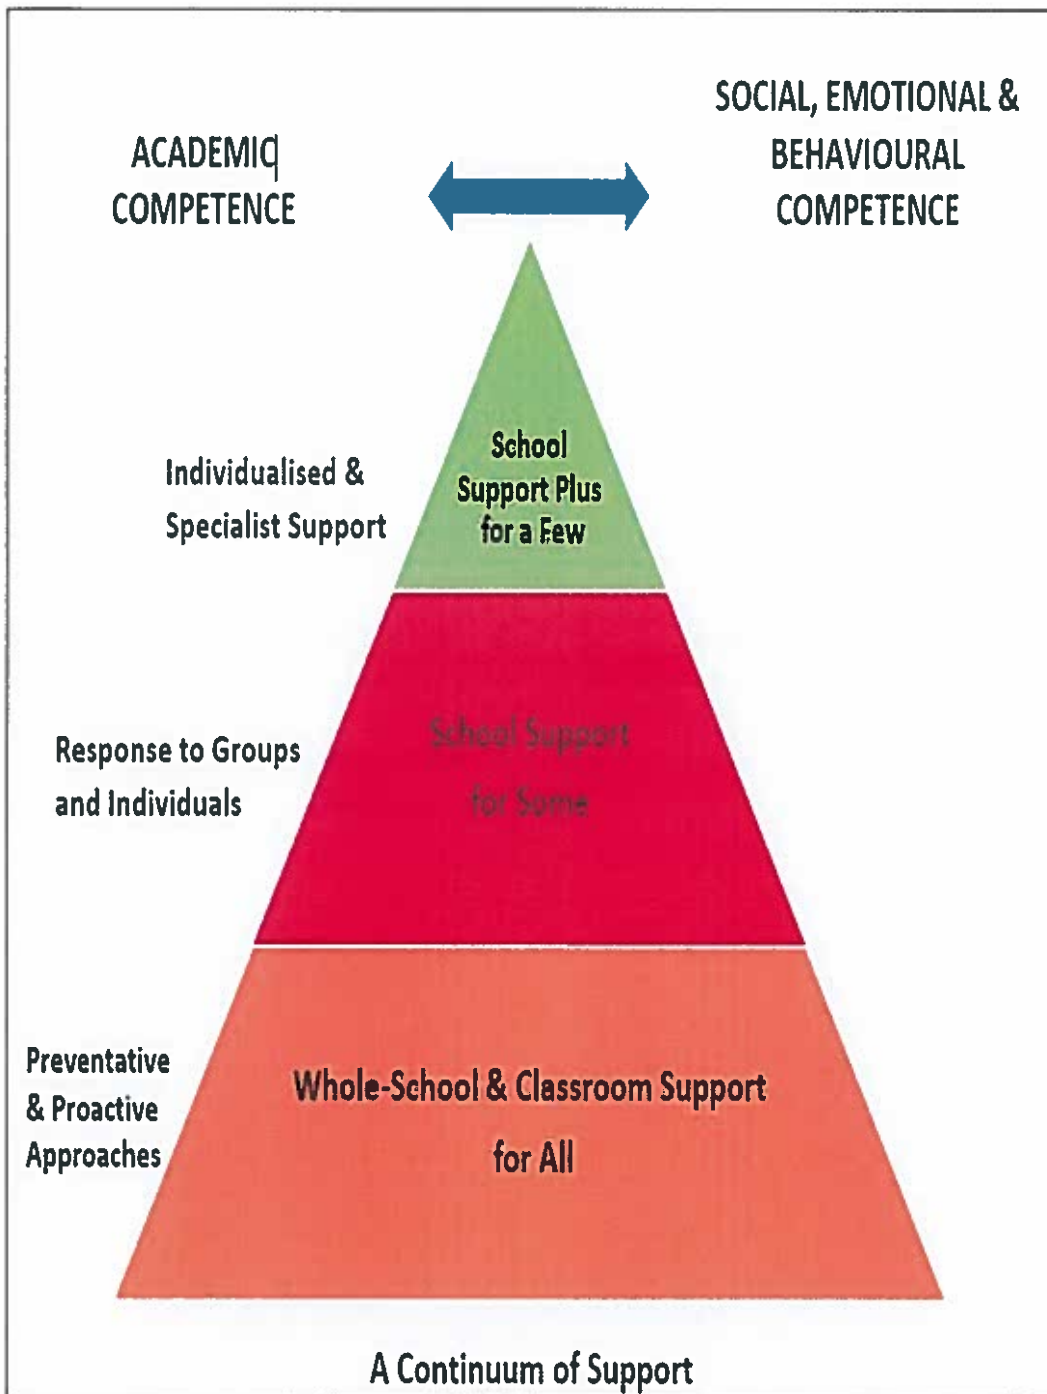 ACADEMIC
COMPETENCE
SOCIAL, EMOTIONAL &
BEHAVIOURAL
COMPETENCE
Individualised &
Specialist Support
School
Support Plus
for a Few
Response to Groups
and Individuals
School Support
for Some
Preventative
& Proactive
Approaches
Whole-School & Classroom Support
for All
A Continuum of Support